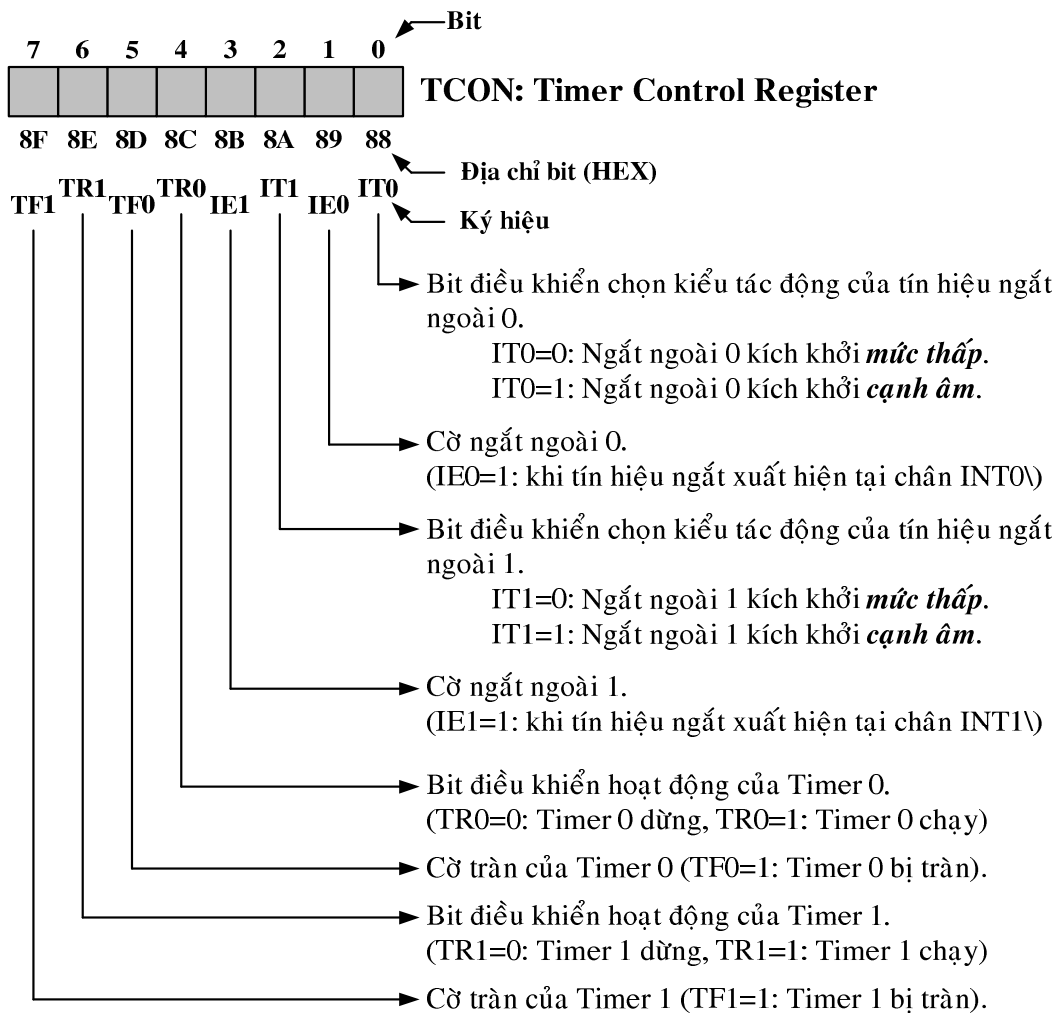 Bit
7 6 5 4 3 2 1 0
TCON: Timer Control Register
8F 8E 8D 8C 8B 8A 89 88
Địa chỉ bit (HEX)
TF1 TR1 TF0 TR0 IE1 IT1 IE0 IT0
Ký hiệu
Bit điều khiển chọn kiểu tác động của tín hiệu ngắt
ngoài 0.
IT0=0: Ngắt ngoài 0 kích khởi mức thấp.
IT0=1: Ngắt ngoài 0 kích khởi cạnh âm.
Cờ ngắt ngoài 0.
(IE0=1: khi tín hiệu ngắt xuất hiện tại chân INT0\)
Bit điều khiển chọn kiểu tác động của tín hiệu ngắt
ngoài 1.
IT1=0: Ngắt ngoài 1 kích khởi mức thấp.
IT1=1: Ngắt ngoài 1 kích khởi cạnh âm.
Cờ ngắt ngoài 1.
(IE1=1: khi tín hiệu ngắt xuất hiện tại chân INT1\)
Bit điều khiển hoạt động của Timer 0.
(TR0=0: Timer 0 dừng, TR0=1: Timer 0 chạy)
Cờ tràn của Timer 0 (TF0=1: Timer 0 bị tràn).
Bit điều khiển hoạt động của Timer 1.
(TR1=0: Timer 1 dừng, TR1=1: Timer 1 chạy)
Cờ tràn của Timer 1 (TF1=1: Timer 1 bị tràn).